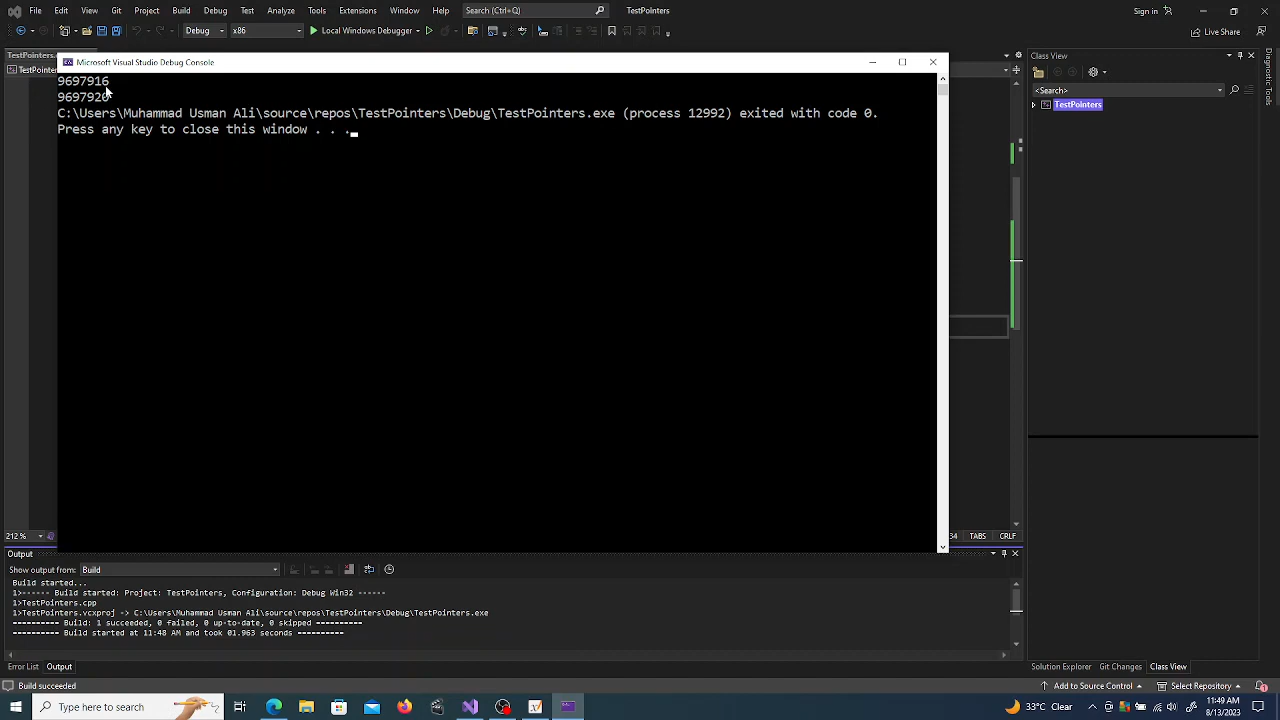 File Edit View Git Project Build Debug Test Analyze Tools Extensions Window Help Search (Ctrl+Q) TestPointers Sign in
Debug x86 Local Windows Debugger Live Share
TestPointers.
TestPointer
Microsoft Visual Studio Debug Console
9697916
9697920
C:\Users\Muhammad Usman Ali\source\repos\TestPointers\Debug\TestPointers.exe (process 12992) exited with code 0.
Press any key to close this window . . .
Class View
<Search>
TestPointers
Diagnostic Tools
212% 34 TABS CRLF
Output
Show output from: Build
Build started...
1>------ Build started: Project: TestPointers, Configuration: Debug Win32 ------
1>TestPointers.cpp
1>TestPointers.vcxproj -> C:\Users\Muhammad Usman Ali\source\repos\TestPointers\Debug\TestPointers.exe
========== Build: 1 succeeded, 0 failed, 0 up-to-date, 0 skipped ==========
========== Build started at 11:48 AM and took 01.963 seconds ==========
Error List Output Solution Explorer Git Changes Class View
Build succeeded Add to Source Control Select Repository
Type here to search 33°C Clear 11:49 AM
8/13/2023